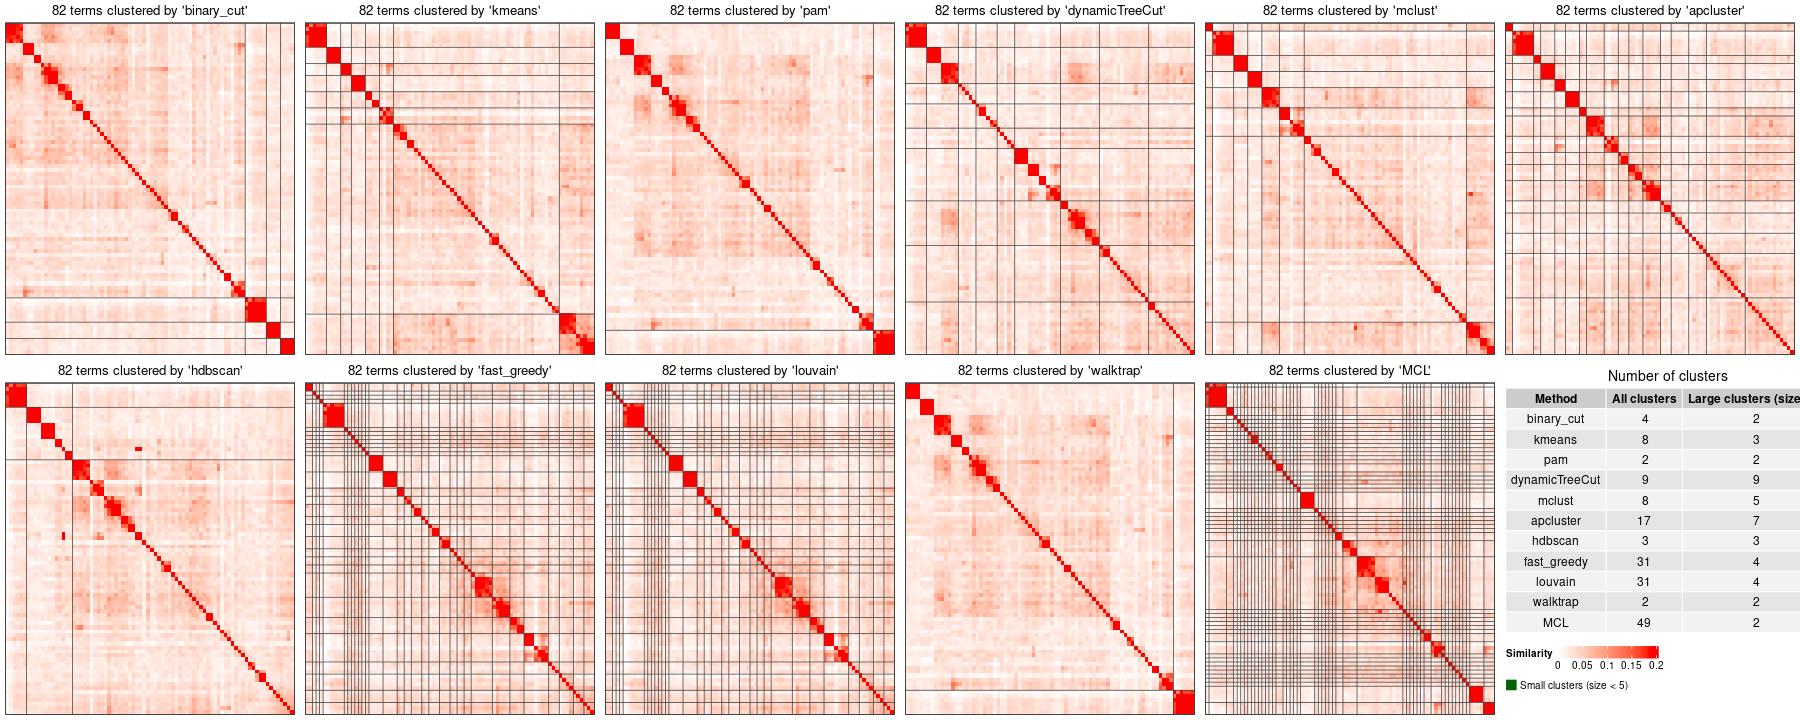 82 terms clustered by 'binary_cut'
82 terms clustered by 'kmeans'
82 terms clustered by 'pam'
82 terms clustered by 'dynamicTreeCut'
82 terms clustered by 'mclust'
82 terms clustered by 'apcluster'
82 terms clustered by 'hdbscan'
82 terms clustered by 'fast_greedy'
82 terms clustered by 'louvain'
82 terms clustered by 'walktrap'
82 terms clustered by 'MCL'
Number of clusters
Method All clusters Large clusters (size
binary_cut 4 2
kmeans 8 3
pam 2 2
dynamicTreeCut 9 9
mclust 8 5
apcluster 17 7
hdbscan 3 3
fast_greedy 31 4
louvain 31 4
walktrap 2 2
MCL 49 2
Similarity
0 0.05 0.1 0.15 0.2
Small clusters (size < 5)